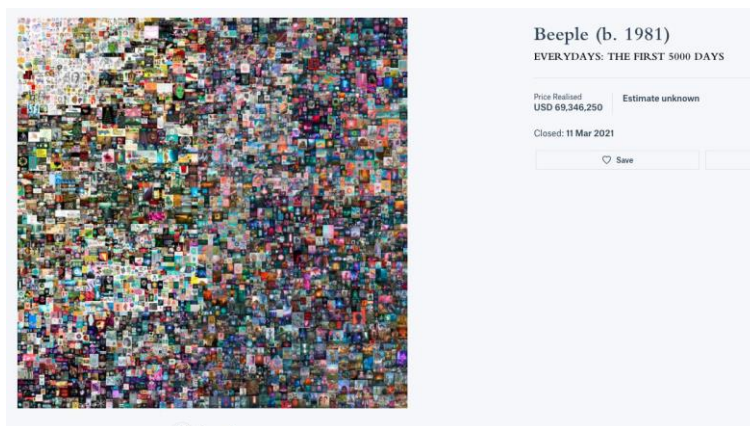 Beeple (b. 1981)
EVERYDAYS: THE FIRST 5000 DAYS
Price Realised
USD 69,346,250
Estimate unknown
Closed: 11 Mar 2021
Save